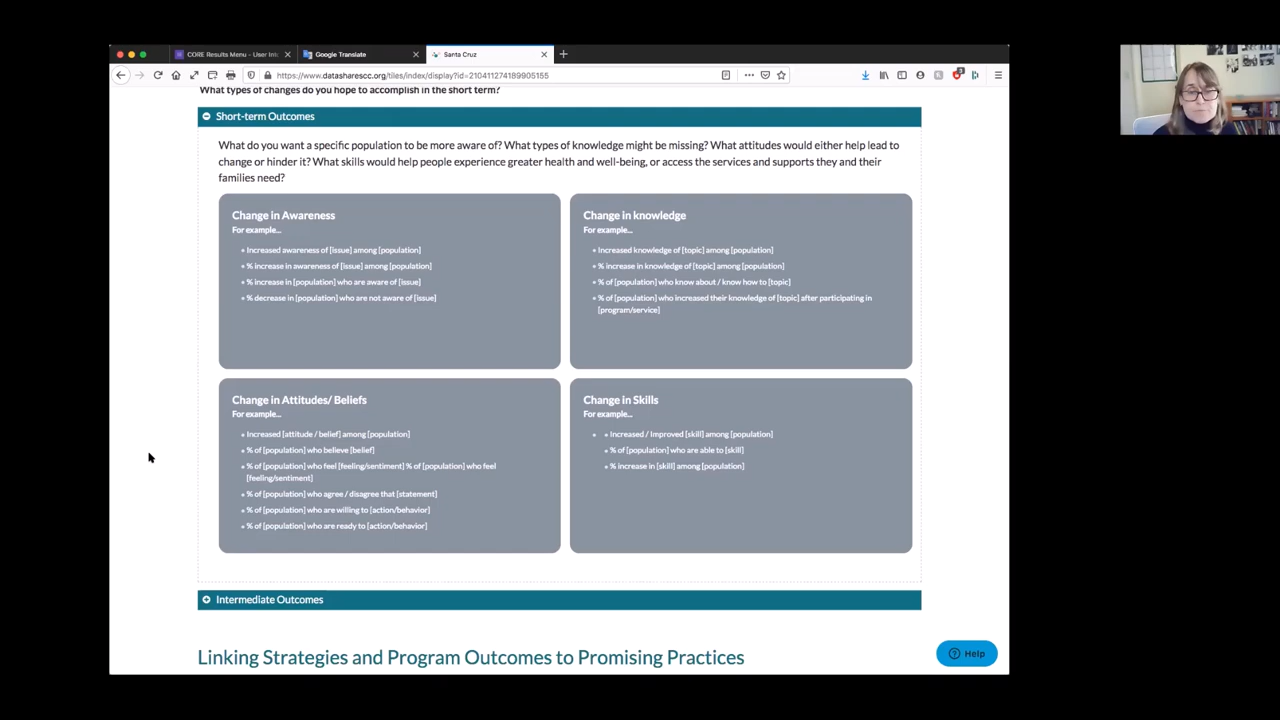 CORE Results Menu - User Im
Google Translate
Santa Cruz
https://www.datasharescc.org/tiles/index/display?id=210411274189905155
What types of changes do you hope to accomplish in the short term?
Short-term Outcomes
What do you want a specific population to be more aware of? What types of knowledge might be missing? What attitudes would either help lead to
change or hinder it? What skills would help people experience greater health and well-being, or access the services and supports they and their
families need?
Change in Awareness
For example...
• Increased awareness of [issue] among [population]
• % increase in awareness of [issue] among [population]
• % increase in [population] who are aware of [issue]
• % decrease in [population] who are not aware of [issue]
Change in knowledge
For example...
• Increased knowledge of [topic] among [population]
• % increase in knowledge of [topic] among [population]
• % of [population] who know about / know how to [topic]
• % of [population] who increased their knowledge of [topic] after participating in
[program/service]
Change in Attitudes/ Beliefs
For example...
• Increased [attitude / belief] among [population]
• % of [population] who believe [belief]
• % of [population] who feel [feeling/sentiment] % of [population] who feel
[feeling/sentiment]
• % of [population] who agree / disagree that [statement]
• % of [population] who are willing to [action/behavior]
• % of [population] who are ready to [action/behavior]
Change in Skills
For example...
• • Increased / Improved [skill] among [population]
• % of [population] who are able to [skill]
• % increase in [skill] among [population]
Intermediate Outcomes
Linking Strategies and Program Outcomes to Promising Practices
Help